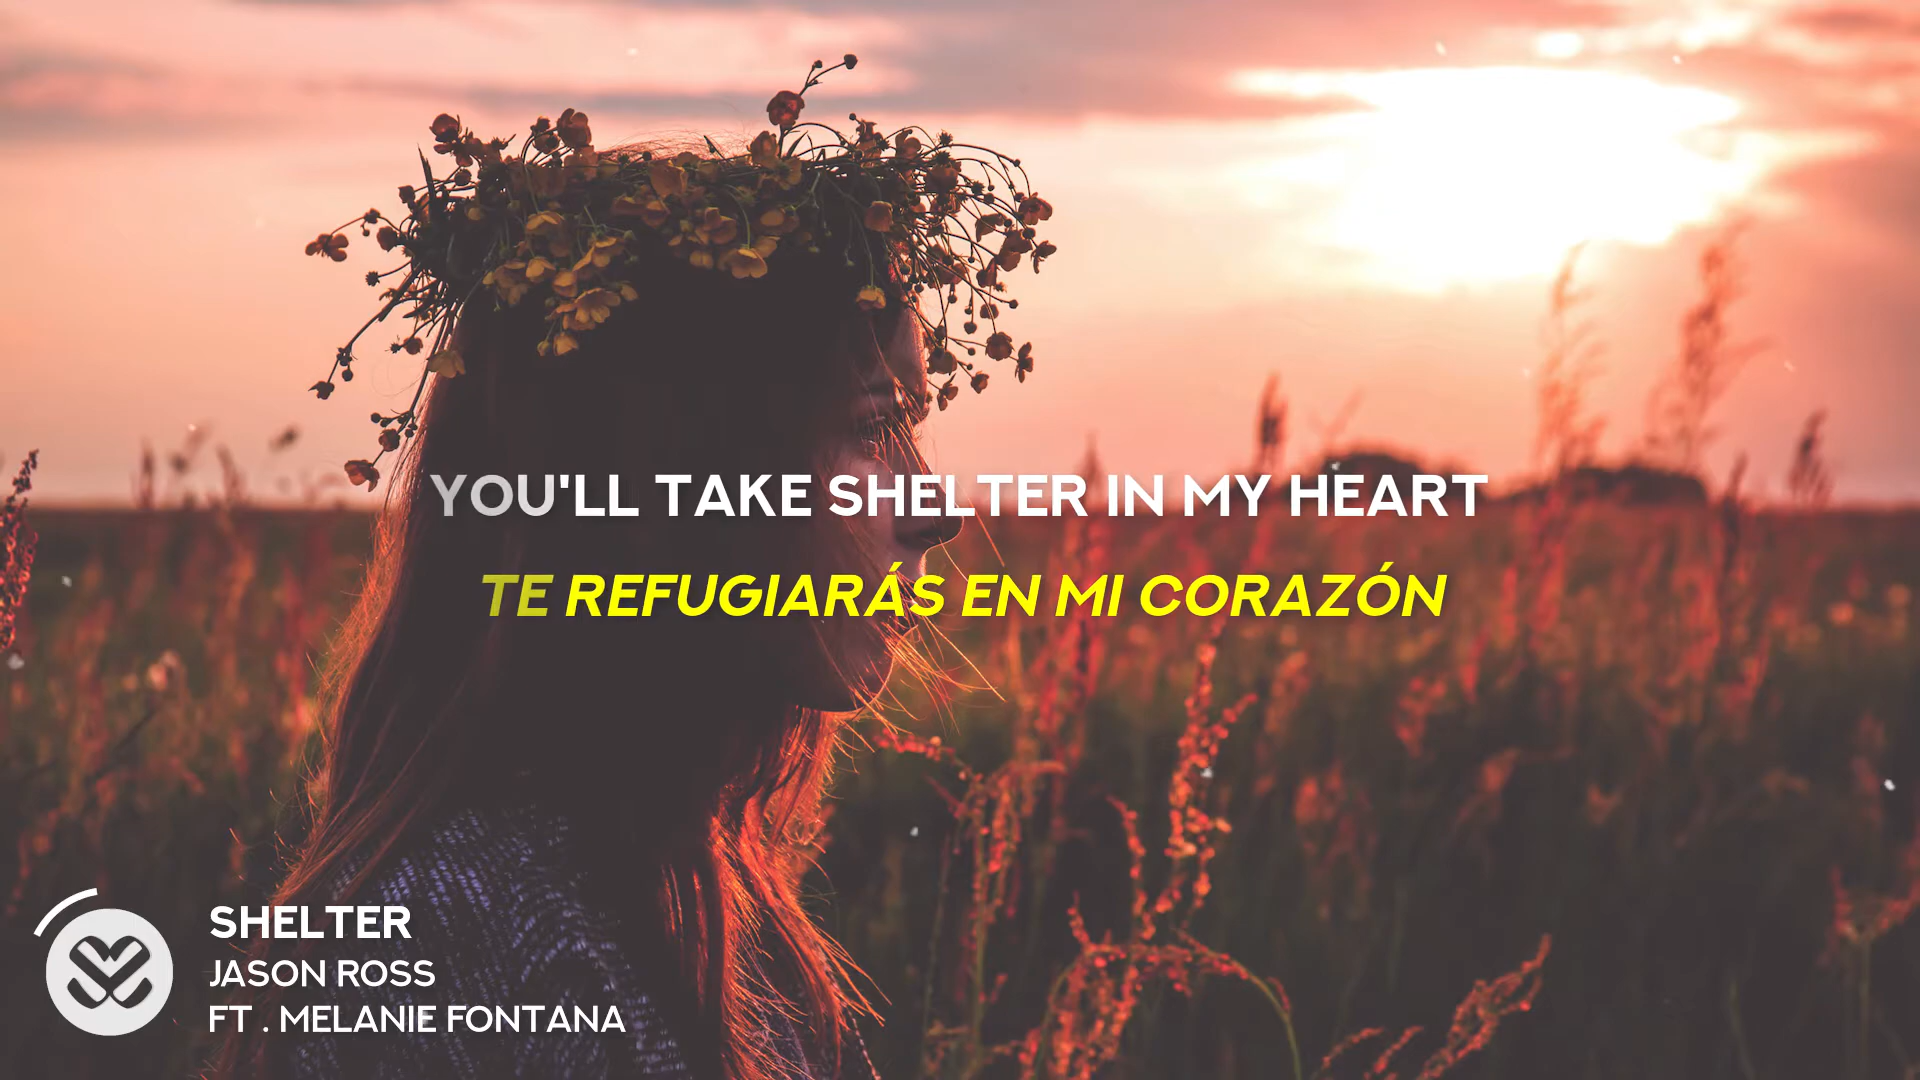 YOU'LL TAKE SHELTER IN MY HEART
TE REFUGIARÁS EN MI CORAZÓN
SHELTER
JASON ROSS
FT . MELANIE FONTANA